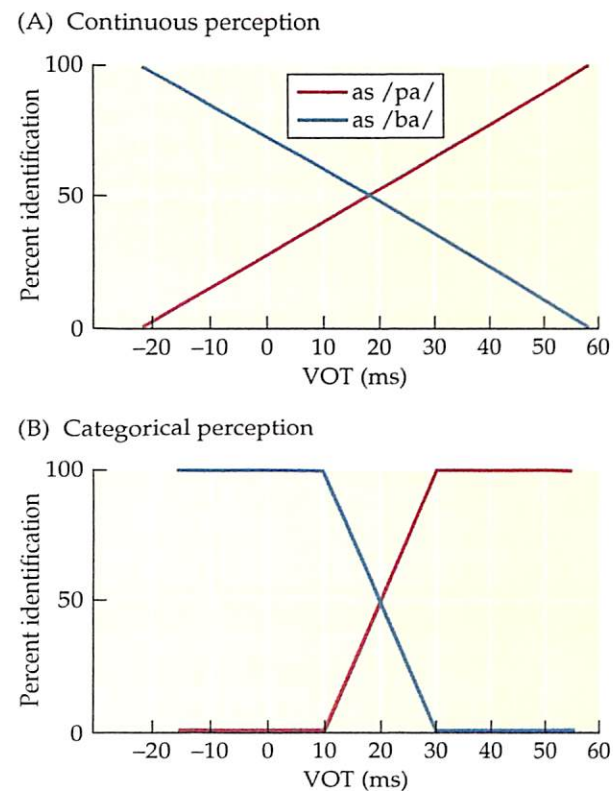 (A) Continuous perception
100
as /pa/
as /ba/
Percent identification
50
0
–20 –10 0 10 20 30 40 50 60
VOT (ms)
(B) Categorical perception
100
Percent identification
50
0
–20 –10 0 10 20 30 40 50 60
VOT (ms)